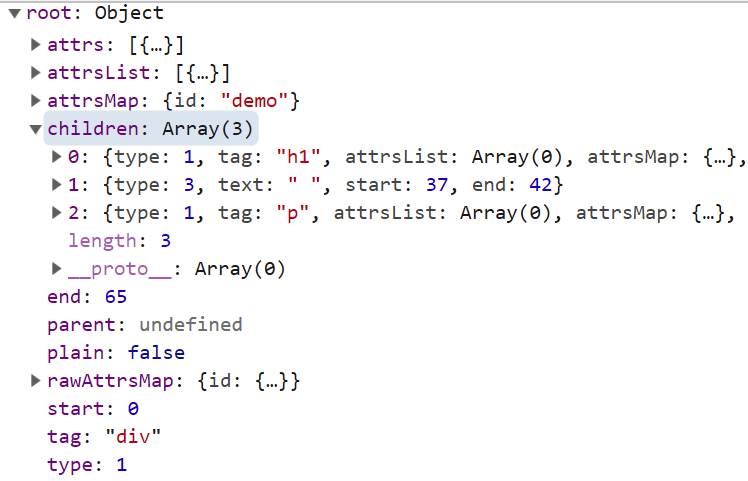 root: Object
attrs: [{…}]
attrsList: [{…}]
attrsMap: {id: "demo"}
children: Array(3)
0: {type: 1, tag: "h1", attrsList: Array(0), attrsMap: {…},
1: {type: 3, text: " ", start: 37, end: 42}
2: {type: 1, tag: "p", attrsList: Array(0), attrsMap: {…},
length: 3
__proto__: Array(0)
end: 65
parent: undefined
plain: false
rawAttrsMap: {id: {…}}
start: 0
tag: "div"
type: 1